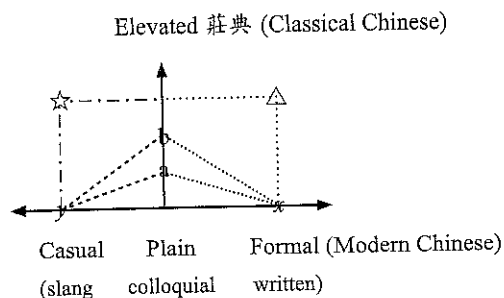 Elevated 莊典 (Classical Chinese)
b
a
y x
Casual Plain Formal (Modern Chinese)
(slang colloquial written)